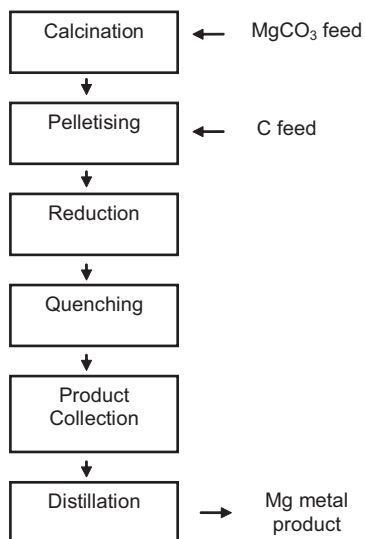 Calcination
MgCO₃ feed
Pelletising
C feed
Reduction
Quenching
Product
Collection
Distillation
Mg metal
product